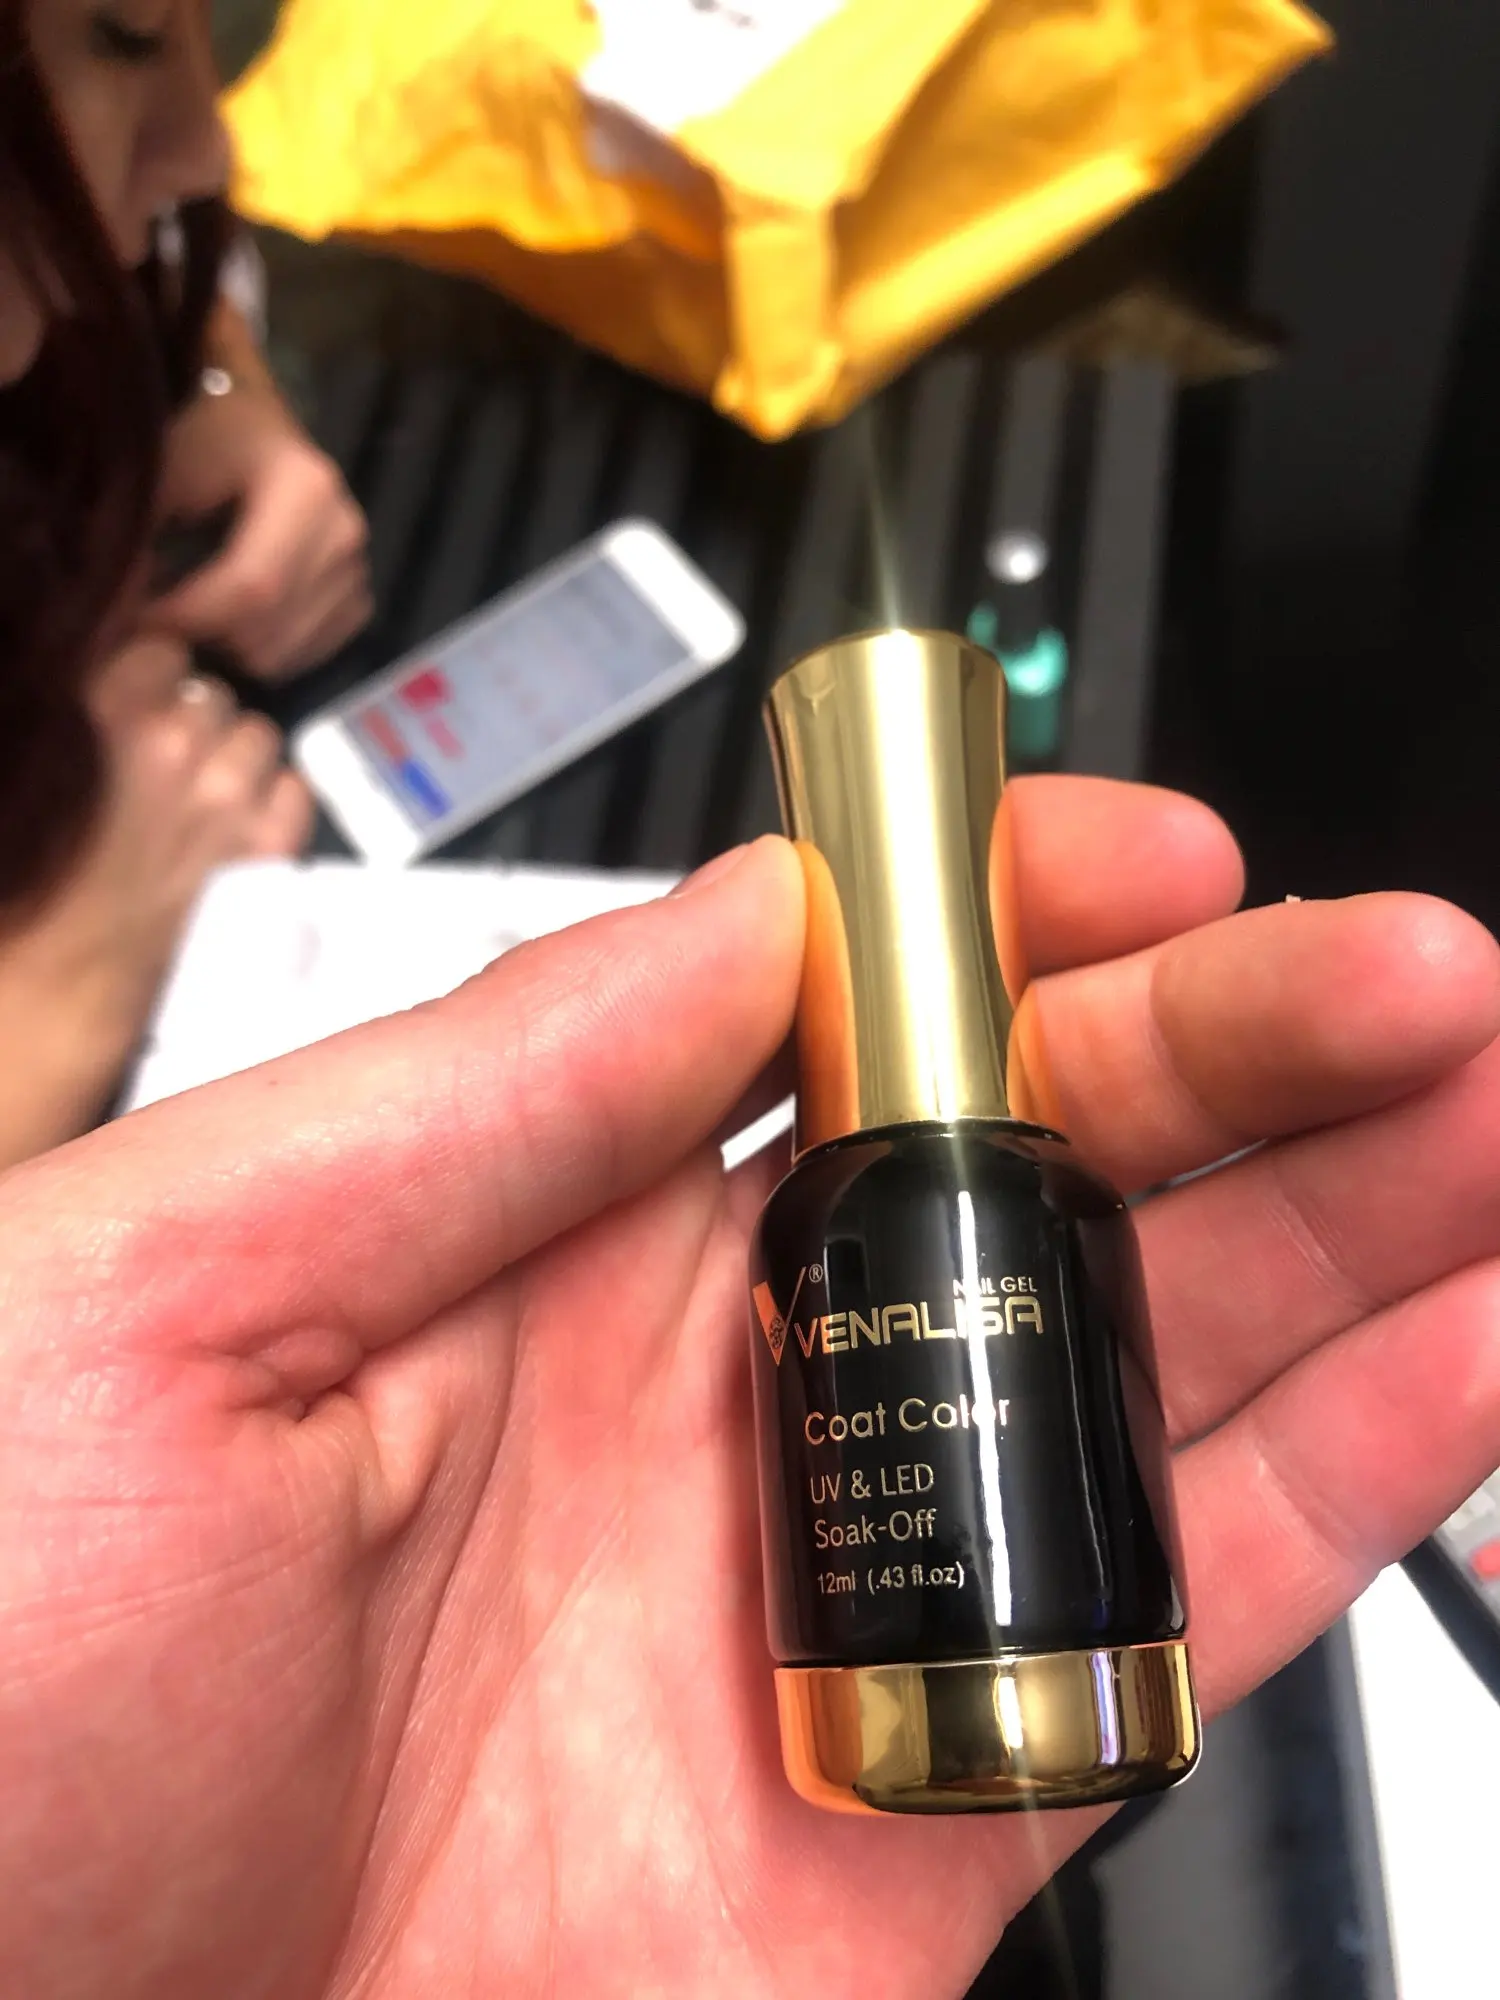 ®
NAIL GEL
VENALISA
Coat Color
UV & LED
Soak-Off
12ml (.43 fl.oz)